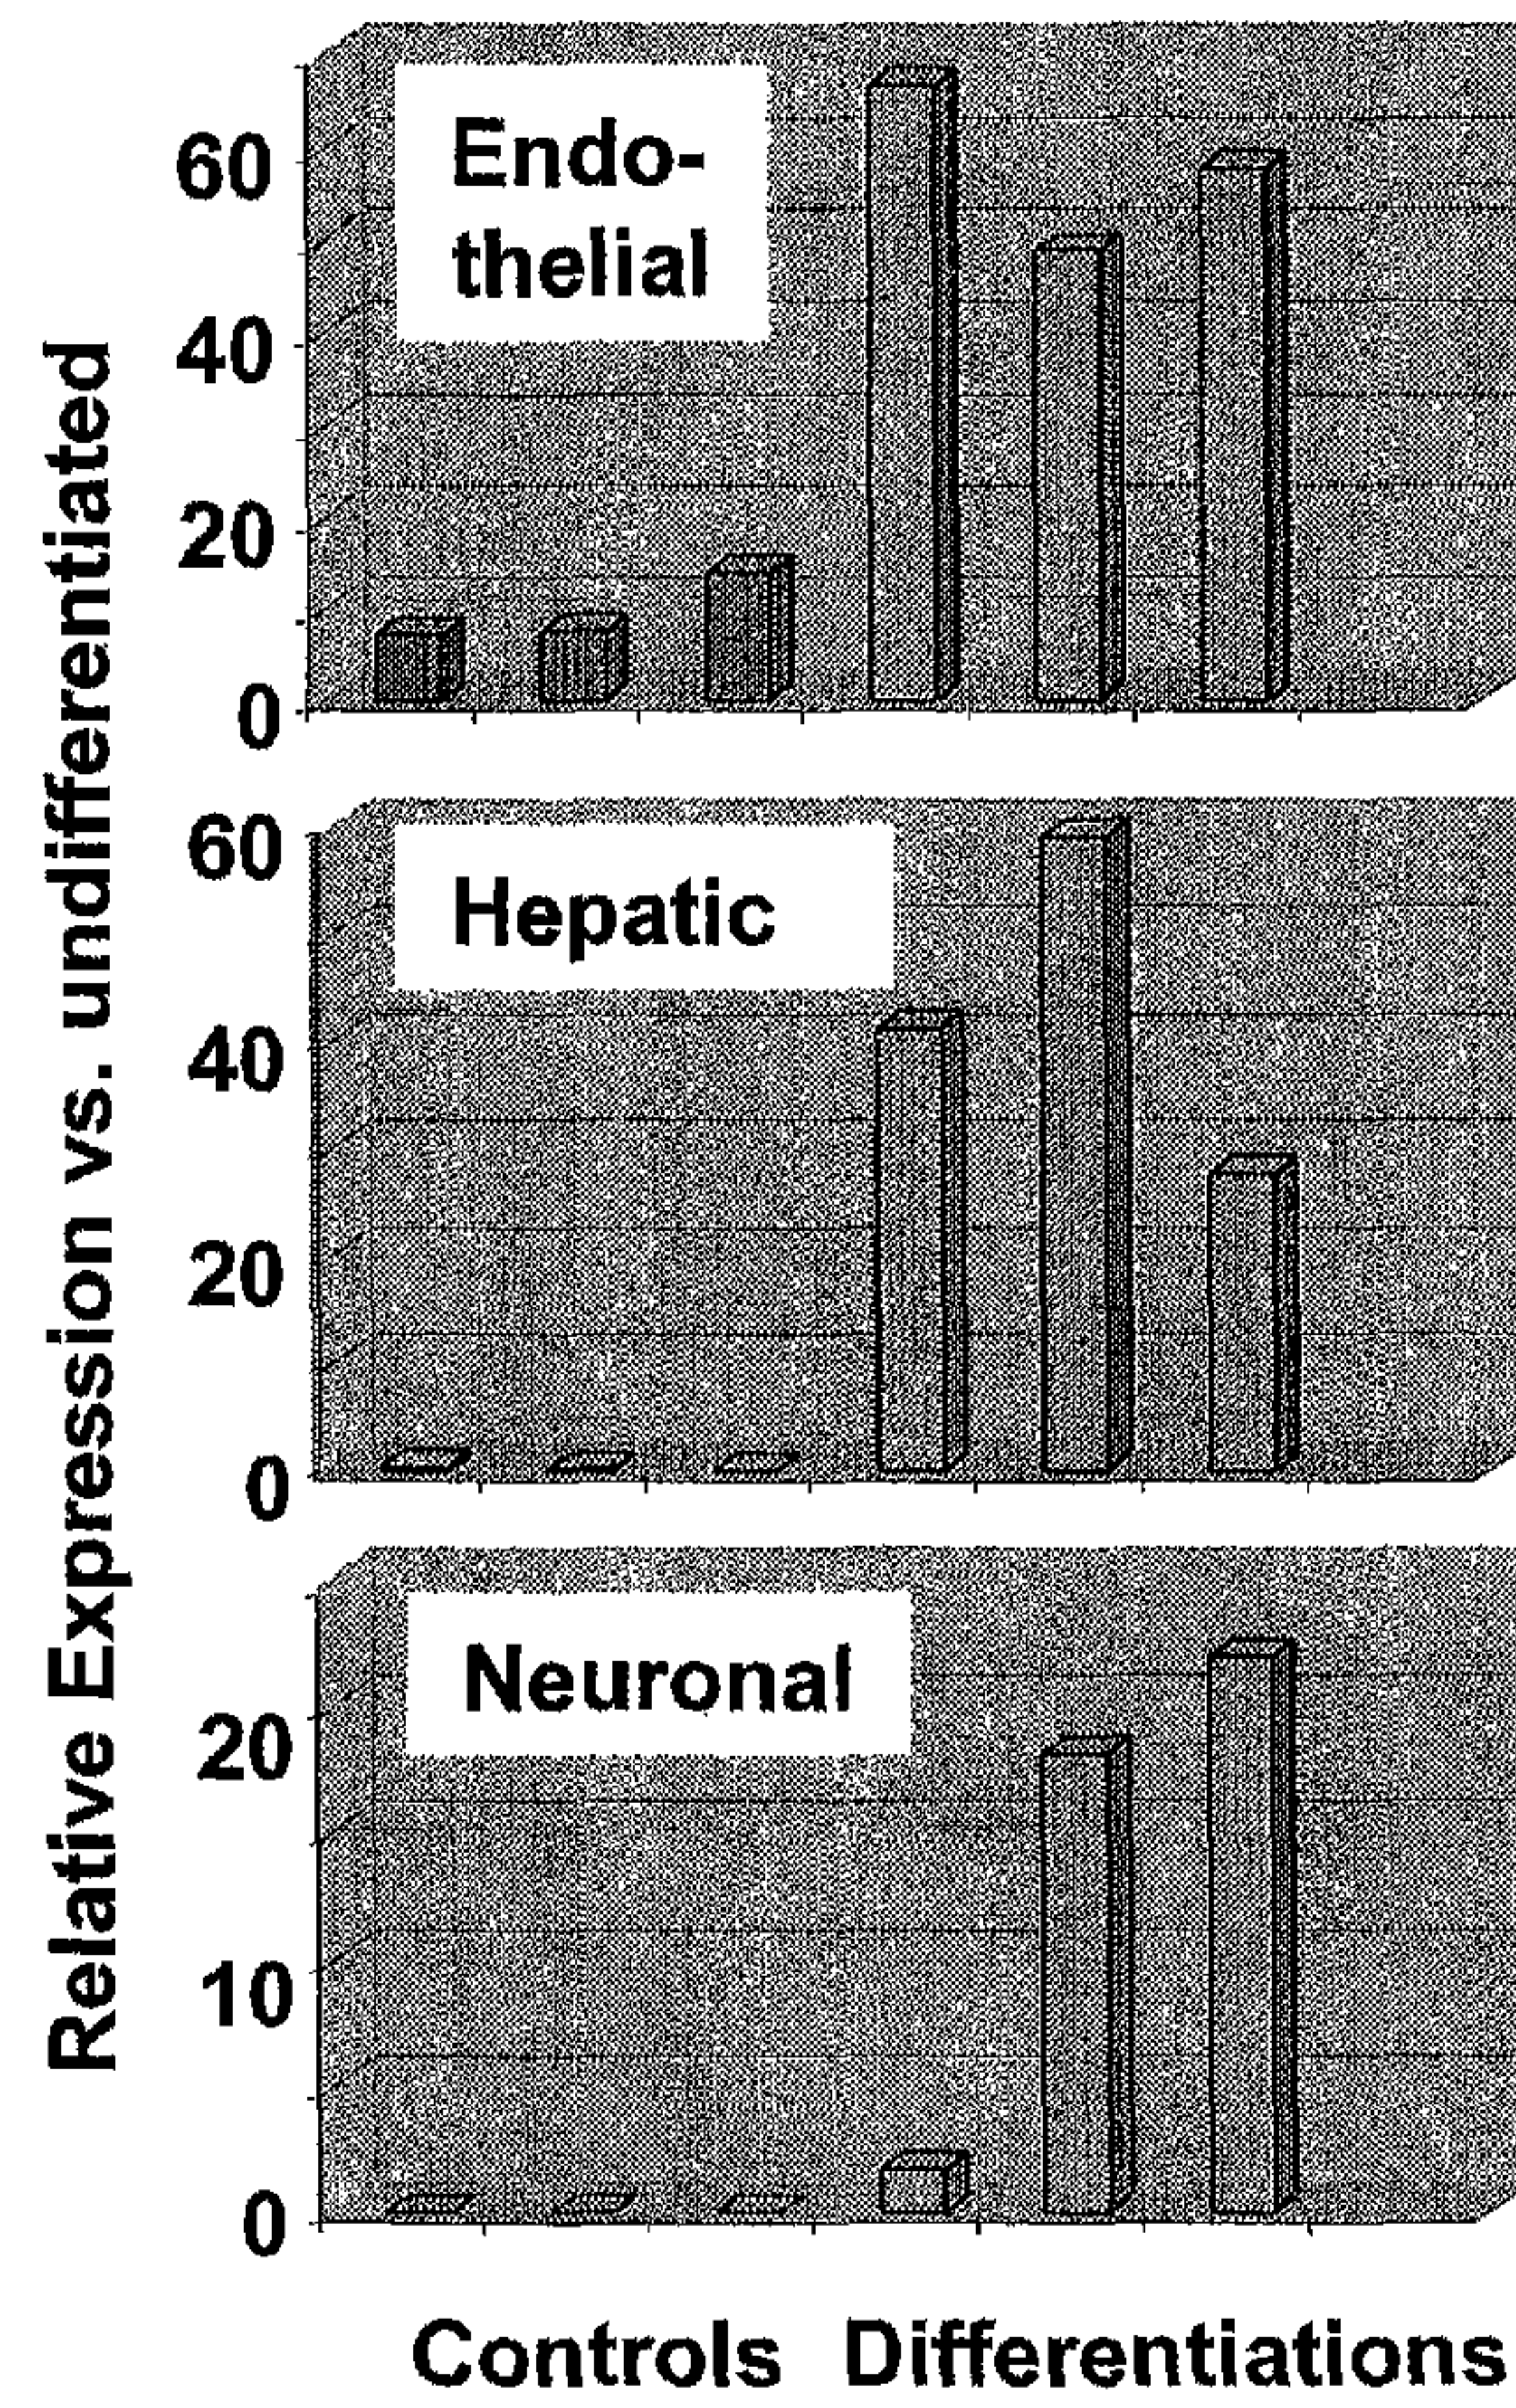 Relative Expression vs. undifferentiated
Endo-
thelial
60
40
20
0
Hepatic
60
40
20
0
Neuronal
20
10
0
Controls Differentiations